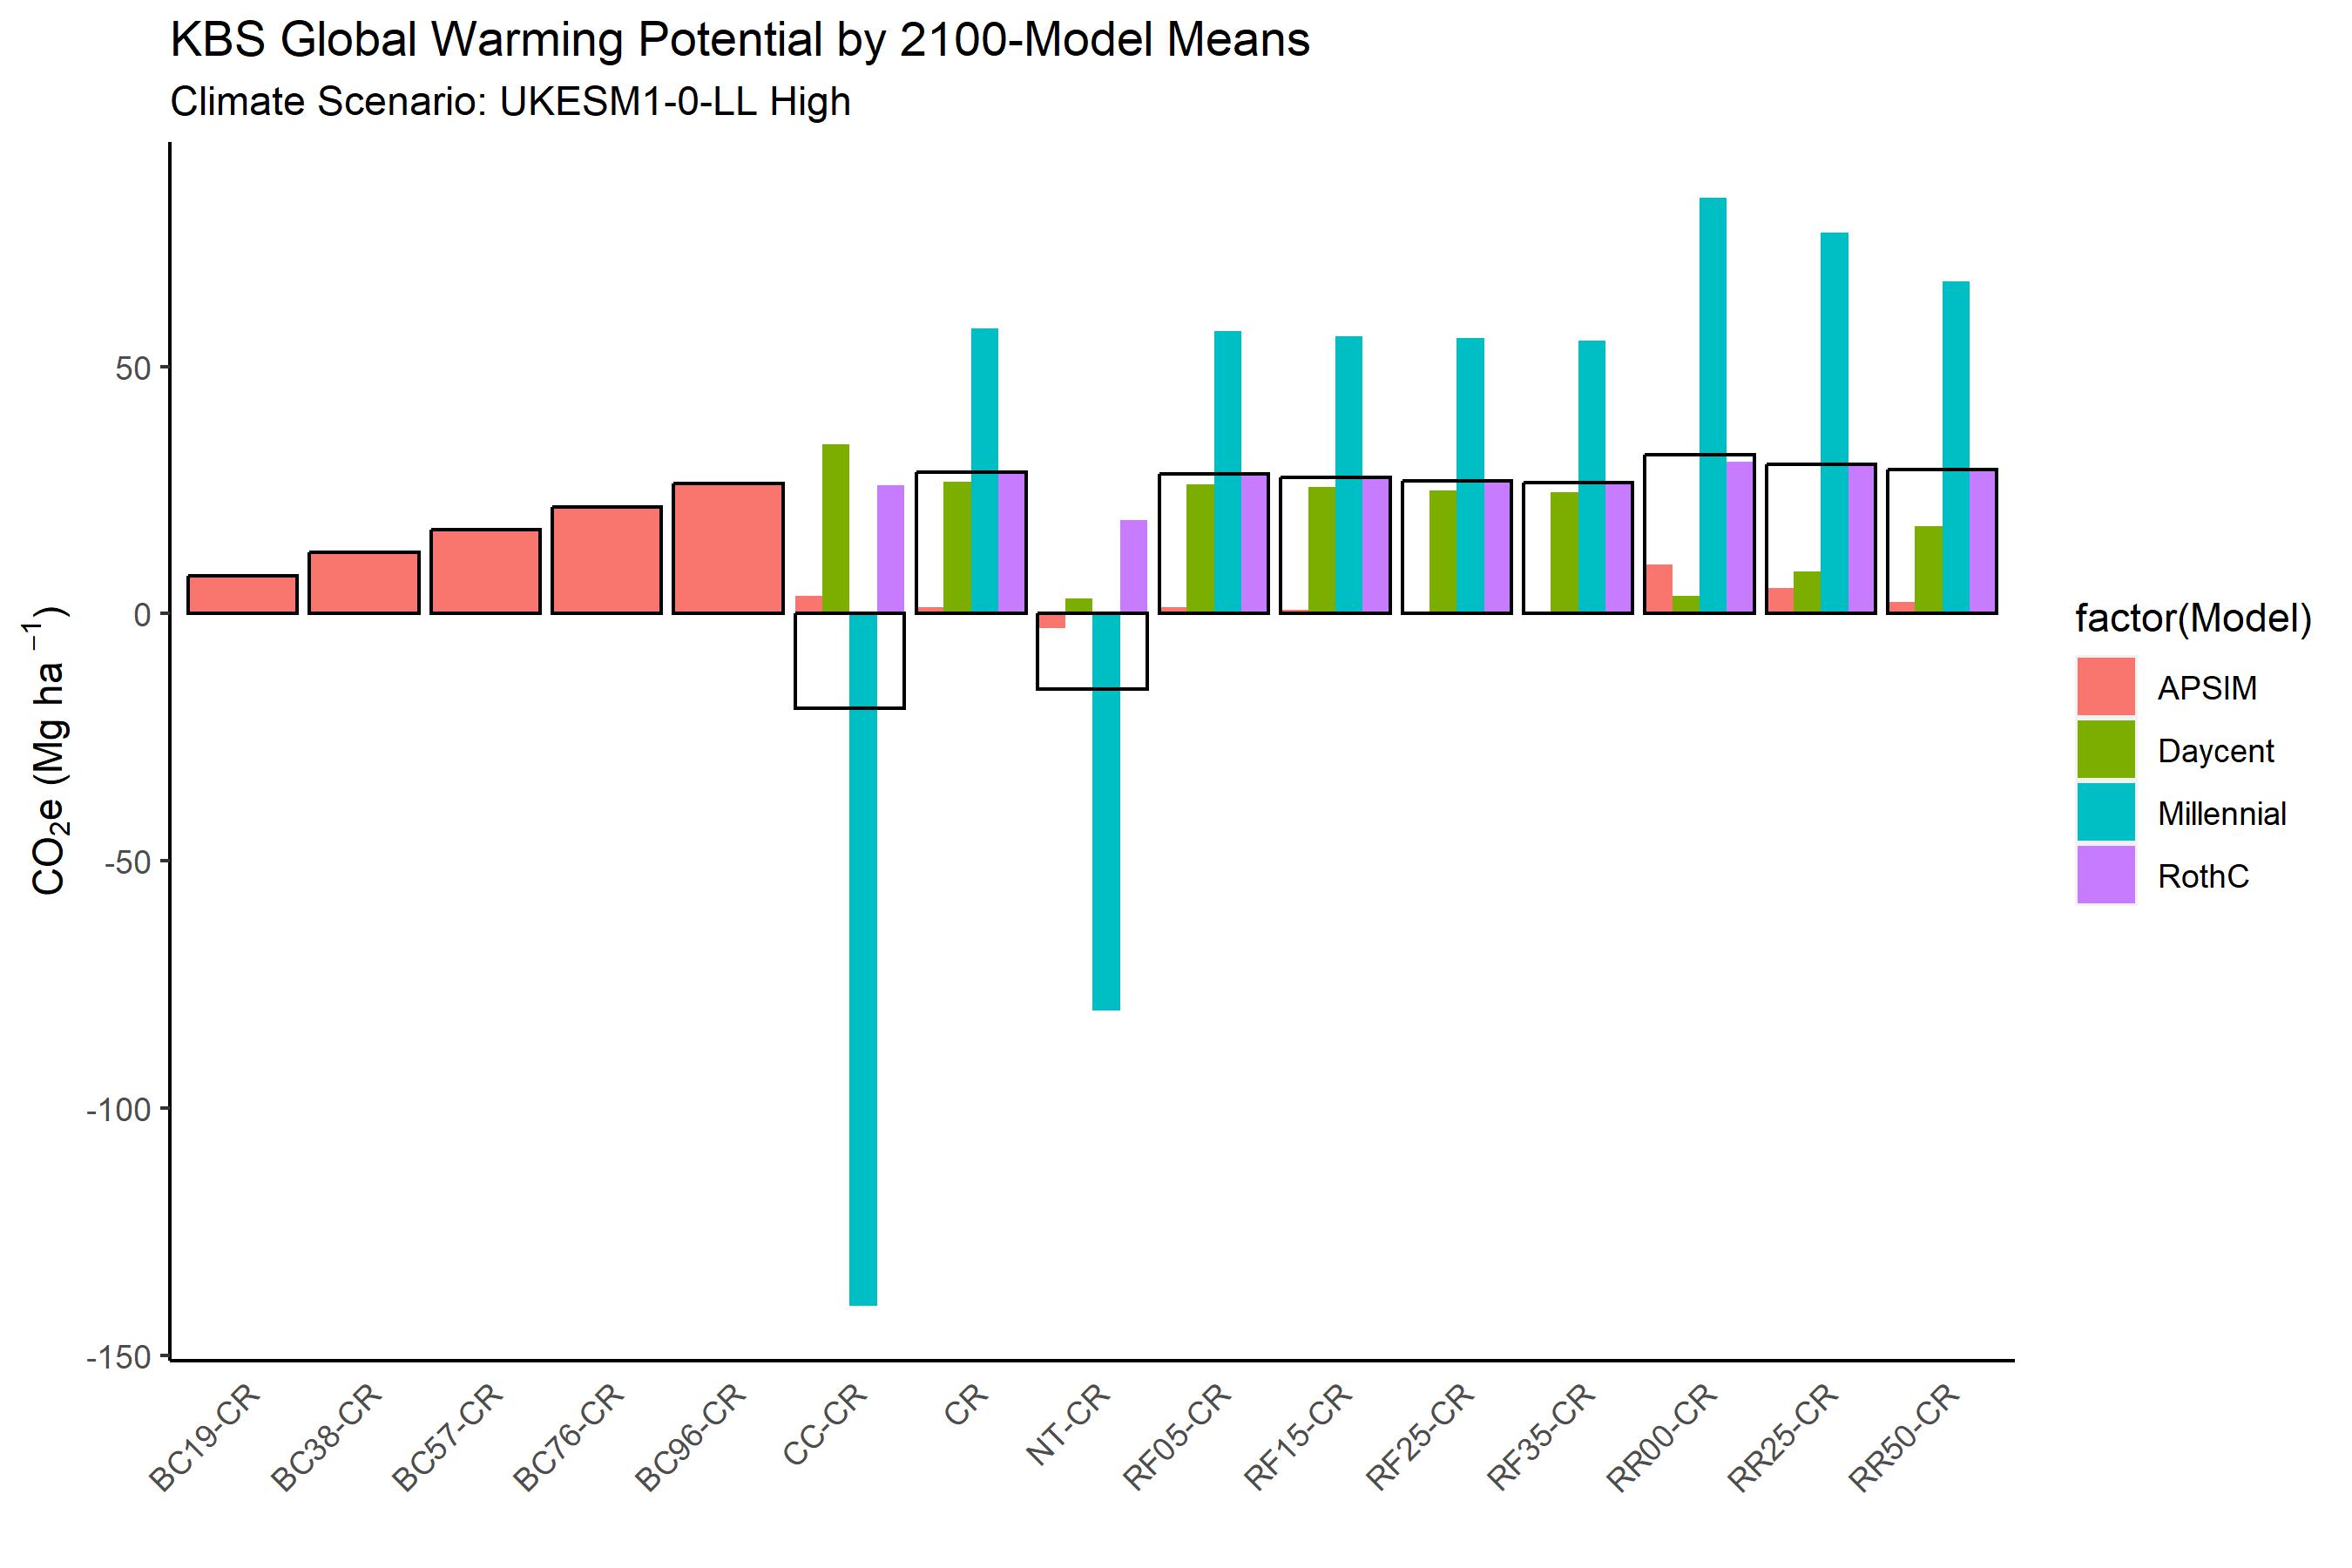 KBS Global Warming Potential by 2100-Model Means
Climate Scenario: UKESM1-0-LL High
CO₂e (Mg ha ⁻¹)
50
0
-50
-100
-150
BC19-CR
BC38-CR
BC57-CR
BC76-CR
BC96-CR
CC-CR
CR
NT-CR
RF05-CR
RF15-CR
RF25-CR
RF35-CR
RR00-CR
RR25-CR
RR50-CR
factor(Model)
APSIM
Daycent
Millennial
RothC